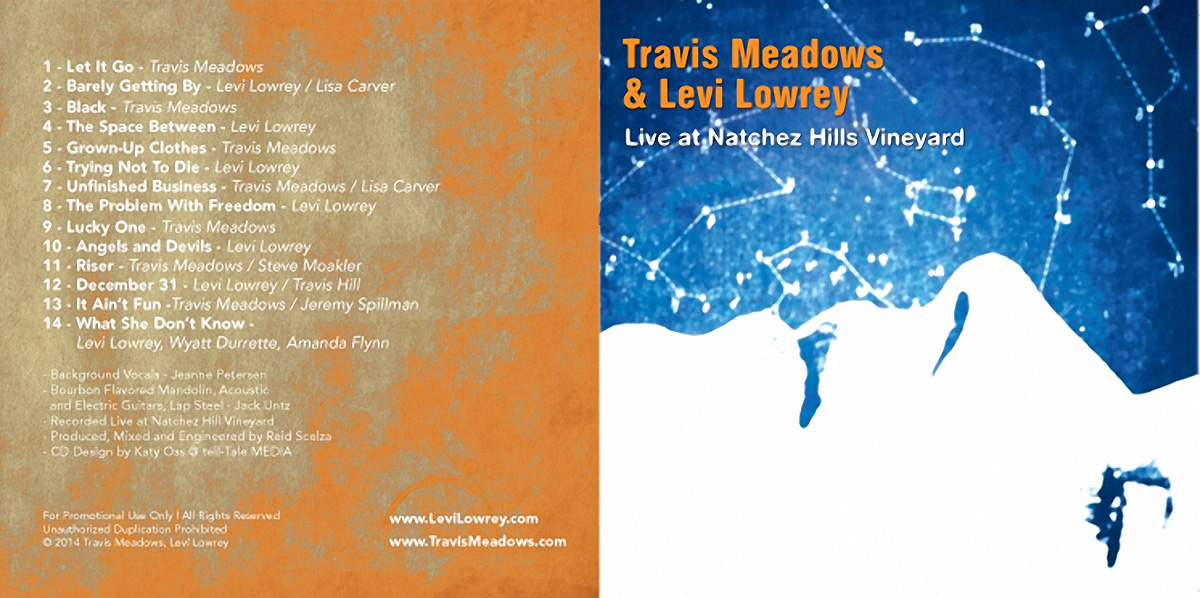 1 - Let It Go - Travis Meadows
2 - Barely Getting By - Levi Lowrey / Lisa Carver
3 - Black - Travis Meadows
4 - The Space Between - Levi Lowrey
5 - Grown-Up Clothes - Travis Meadows
6 - Trying Not To Die - Levi Lowrey
7 - Unfinished Business - Travis Meadows / Lisa Carver
8 - The Problem With Freedom - Levi Lowrey
9 - Lucky One - Travis Meadows
10 - Angels and Devils - Levi Lowrey
11 - Riser - Travis Meadows / Steve Moakler
12 - December 31 - Levi Lowrey / Travis Hill
13 - It Ain't Fun -Travis Meadows / Jeremy Spillman
14 - What She Don't Know -
Levi Lowrey, Wyatt Durrette, Amanda Flynn
- Background Vocals - Jeanne Petersen
- Bourbon Flavored Mandolin, Acoustic
and Electric Guitars, Lap Steel - Jack Untz
- Recorded Live at Natchez Hill Vineyard
- Produced, Mixed and Engineered by Reid Scelza
- CD Design by Katy Oss @ tell-Tale MEDIA
For Promotional Use Only | All Rights Reserved
Unauthorized Duplication Prohibited
© 2014 Travis Meadows, Levi Lowrey
www.LeviLowrey.com
www.TravisMeadows.com
Travis Meadows
& Levi Lowrey
Live at Natchez Hills Vineyard